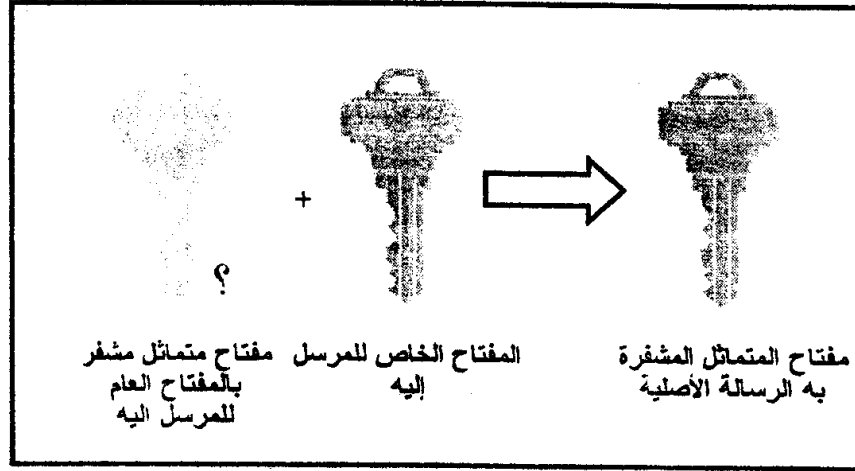 +
؟
مفتاح متماثل مشفر
بالمفتاح العام
للمرسل اليه
المفتاح الخاص للمرسل
إليه
مفتاح المتماثل المشفرة
به الرسالة الأصلية